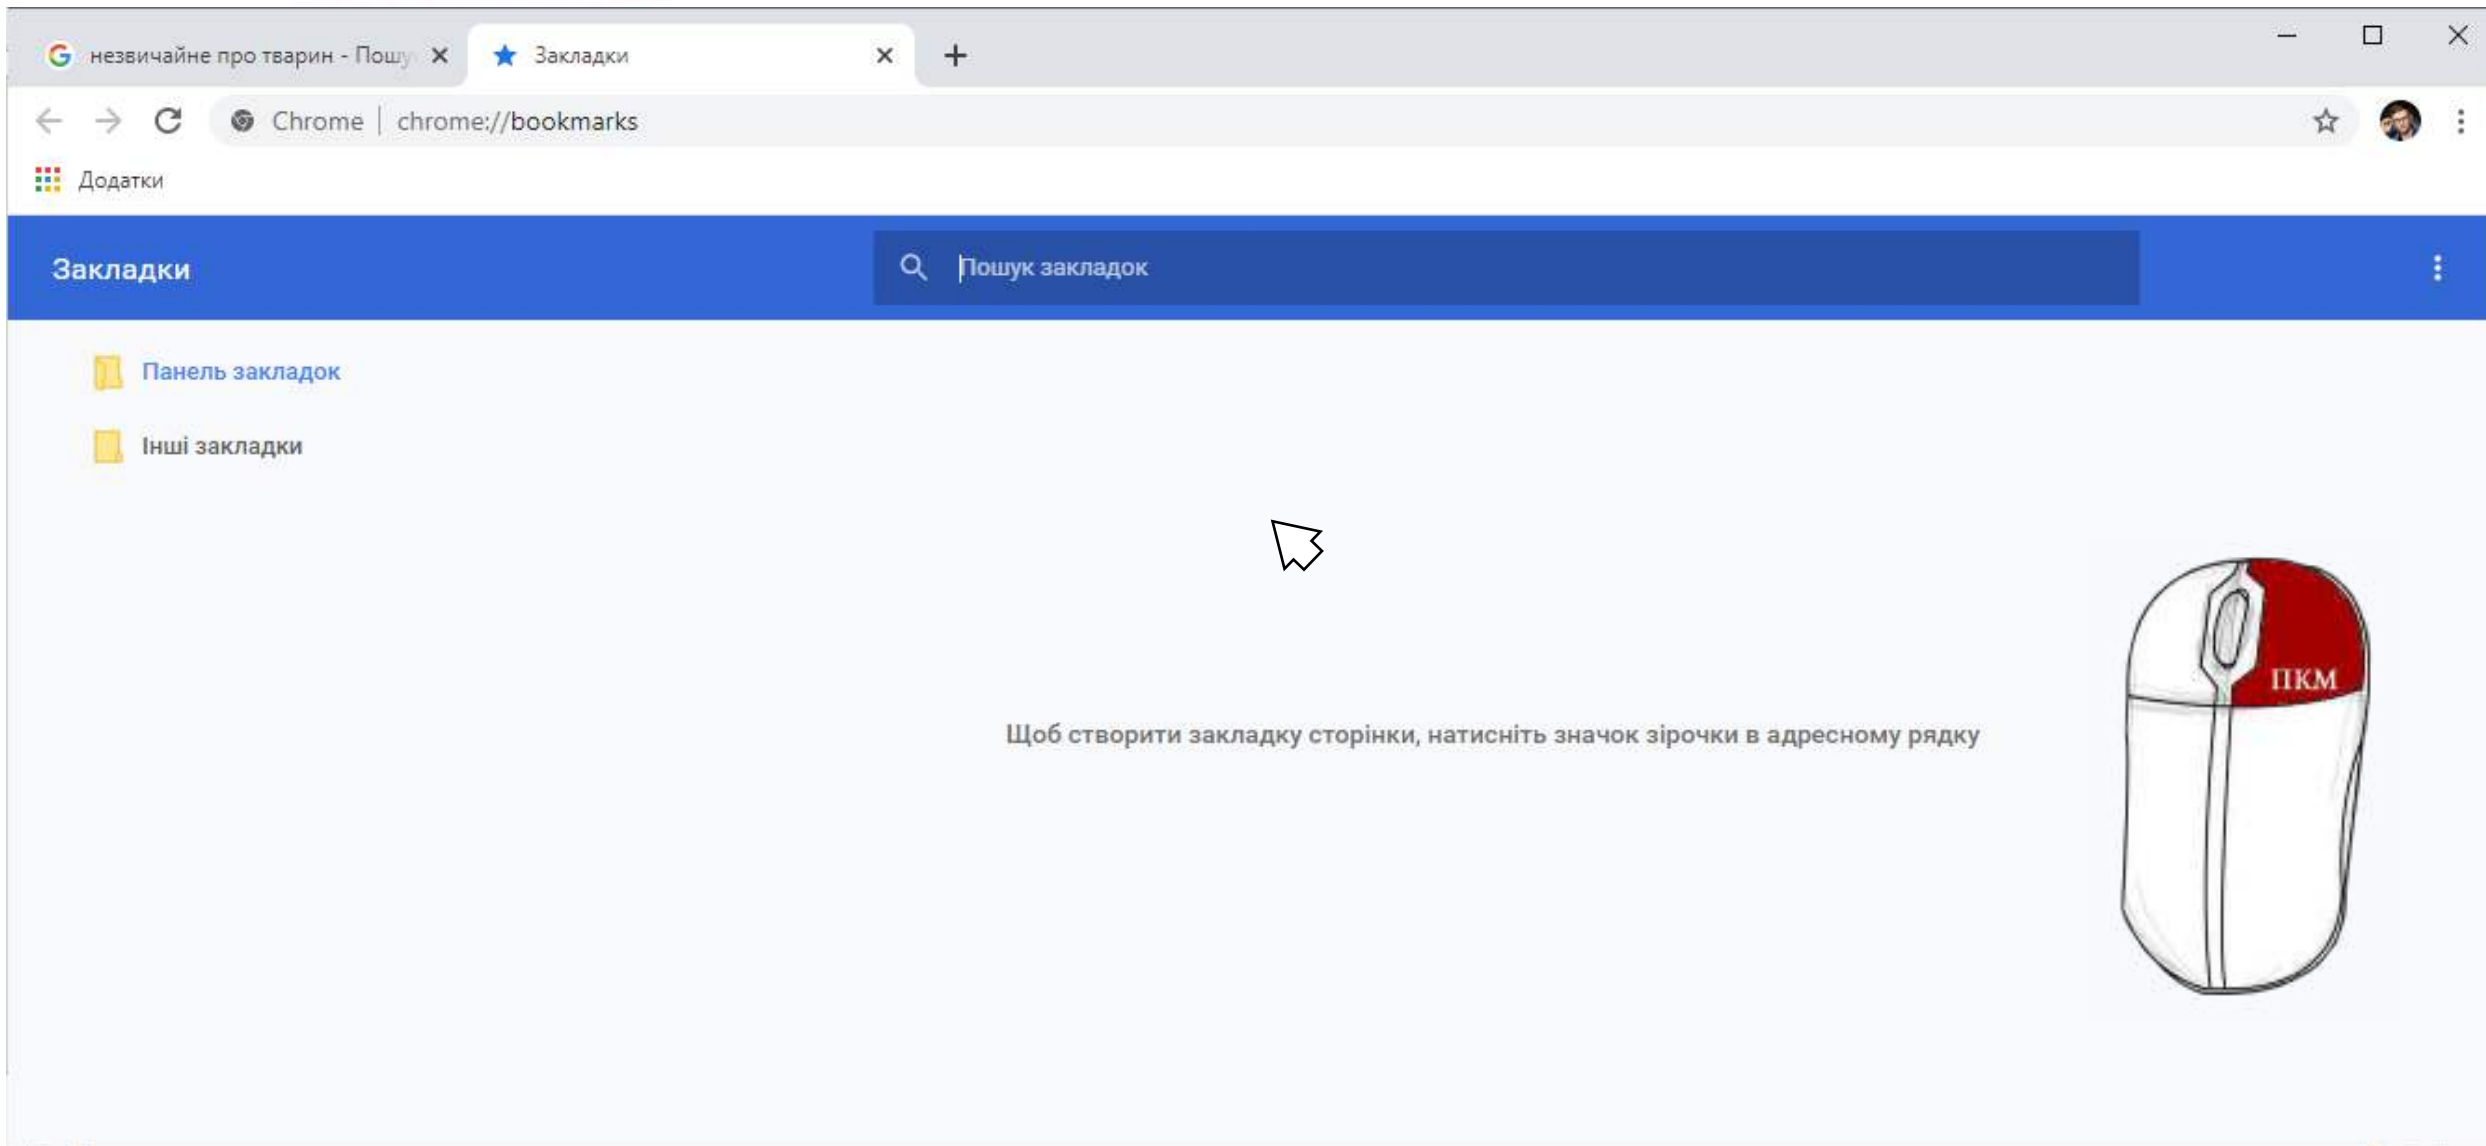 незвичайне про тварин - Пошу
Закладки
Chrome | chrome://bookmarks
Додатки
Закладки
Пошук закладок
Панель закладок
Інші закладки
ПКМ
Щоб створити закладку сторінки, натисніть значок зірочки в адресному рядку